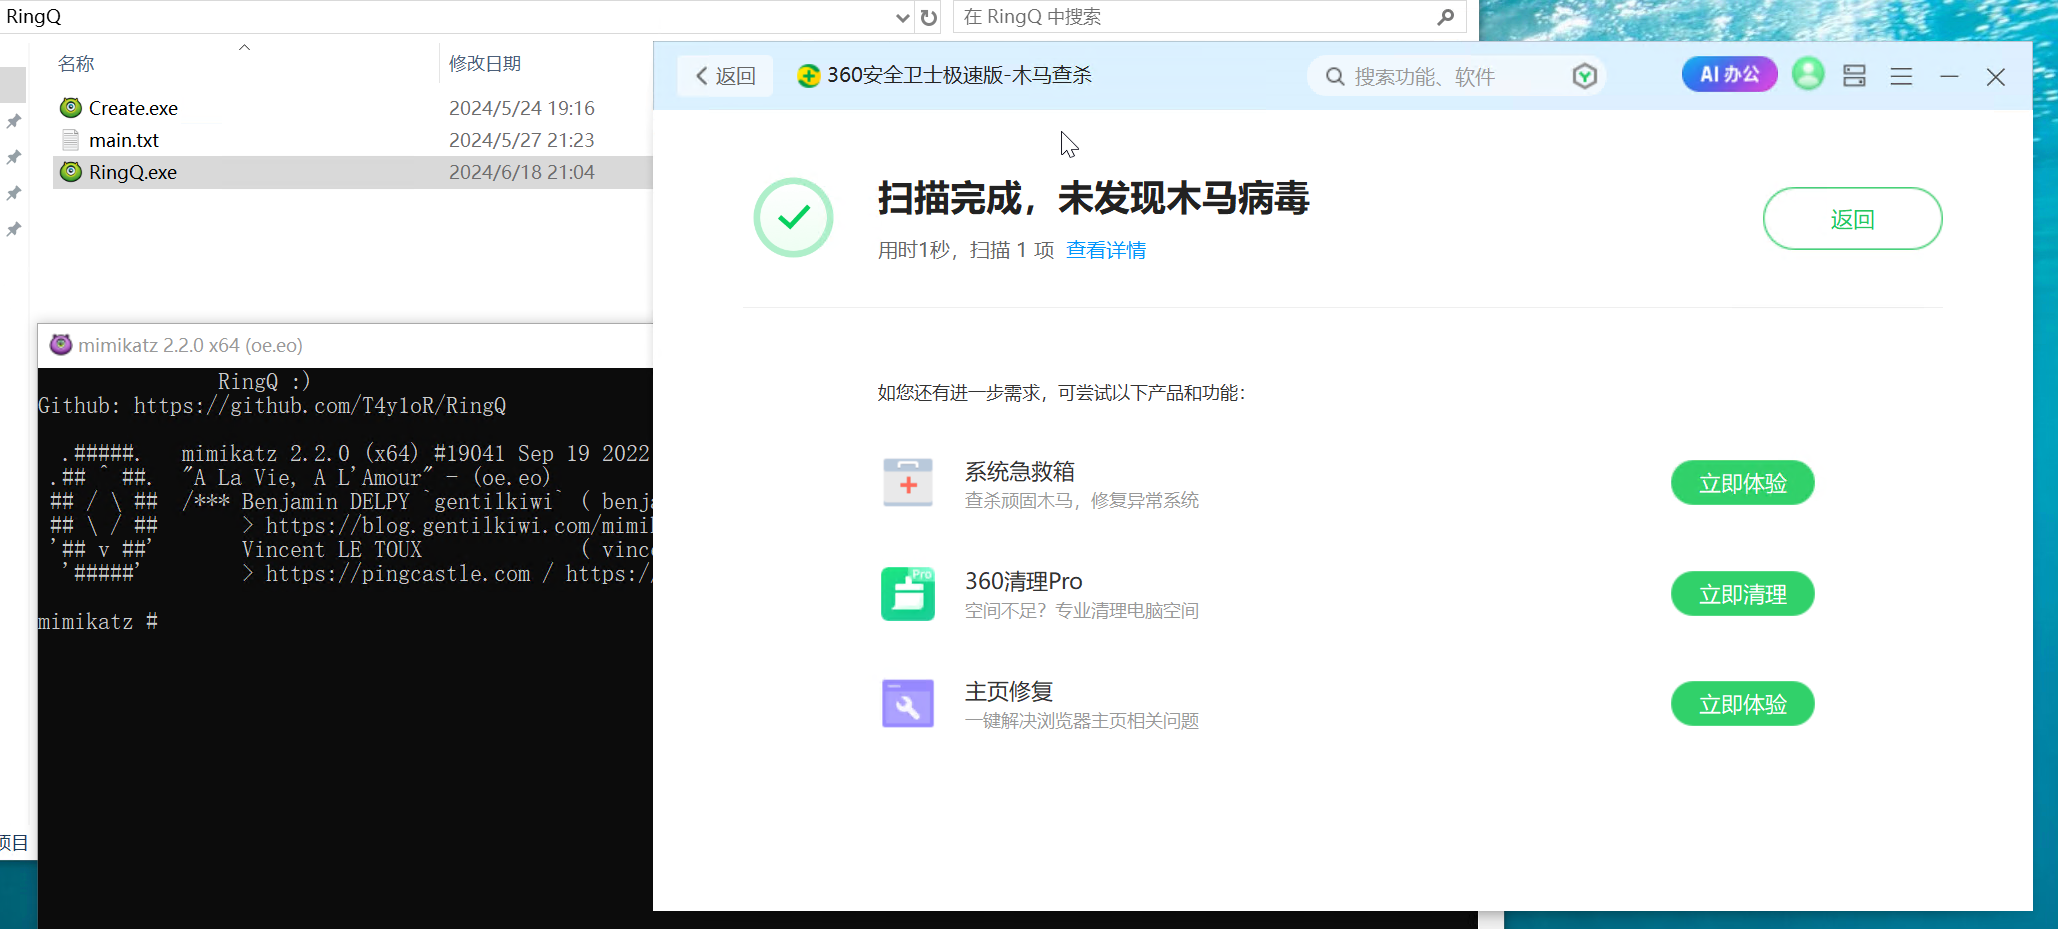 RingQ
在 RingQ 中搜索
名称
修改日期
Create.exe
2024/5/24 19:16
main.txt
2024/5/27 21:23
RingQ.exe
2024/6/18 21:04
项目
mimikatz 2.2.0 x64 (oe.eo)
RingQ :)
Github: https://github.com/T4y1oR/RingQ
.#####.   mimikatz 2.2.0 (x64) #19041 Sep 19 2022
.## ^ ##.  "A La Vie, A L'Amour" - (oe.eo)
## / \ ##  /*** Benjamin DELPY `gentilkiwi` ( benja
## \ / ##       > https://blog.gentilkiwi.com/mimik
'## v ##'       Vincent LE TOUX             ( vince
'#####'        > https://pingcastle.com / https://
mimikatz #
返回
360安全卫士极速版-木马查杀
搜索功能、软件
AI 办公
扫描完成，未发现木马病毒
用时1秒，扫描 1 项 查看详情
返回
如您还有进一步需求，可尝试以下产品和功能：
系统急救箱
查杀顽固木马，修复异常系统
立即体验
Pro
360清理Pro
空间不足？专业清理电脑空间
立即清理
主页修复
一键解决浏览器主页相关问题
立即体验